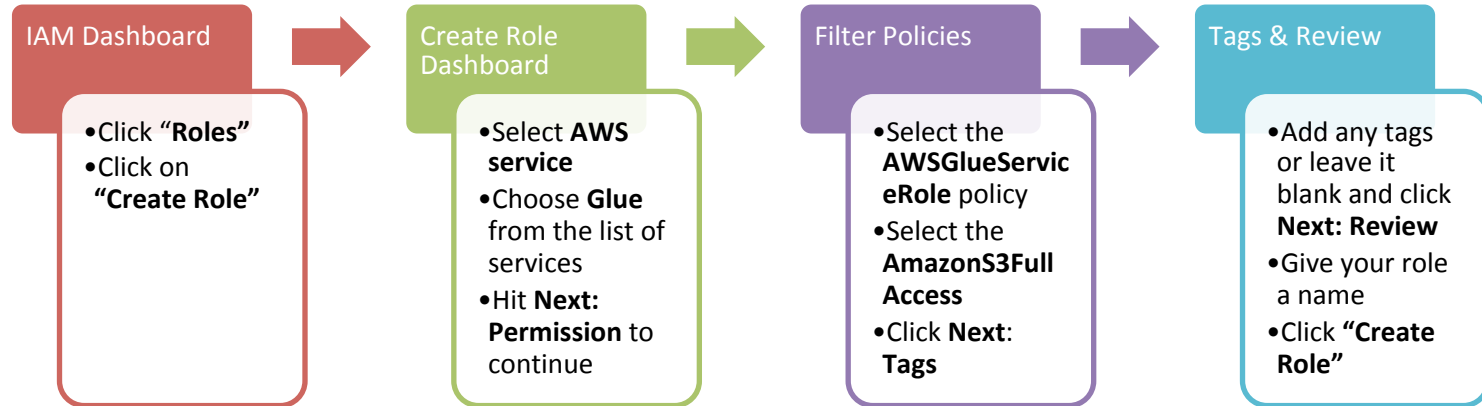 IAM Dashboard
•Click “Roles”
•Click on
“Create Role”
Create Role
Dashboard
•Select AWS
service
•Choose Glue
from the list of
services
•Hit Next:
Permission to
continue
Filter Policies
•Select the
AWSGlueServic
eRole policy
•Select the
AmazonS3Full
Access
•Click Next:
Tags
Tags & Review
•Add any tags
or leave it
blank and click
Next: Review
•Give your role
a name
•Click “Create
Role”